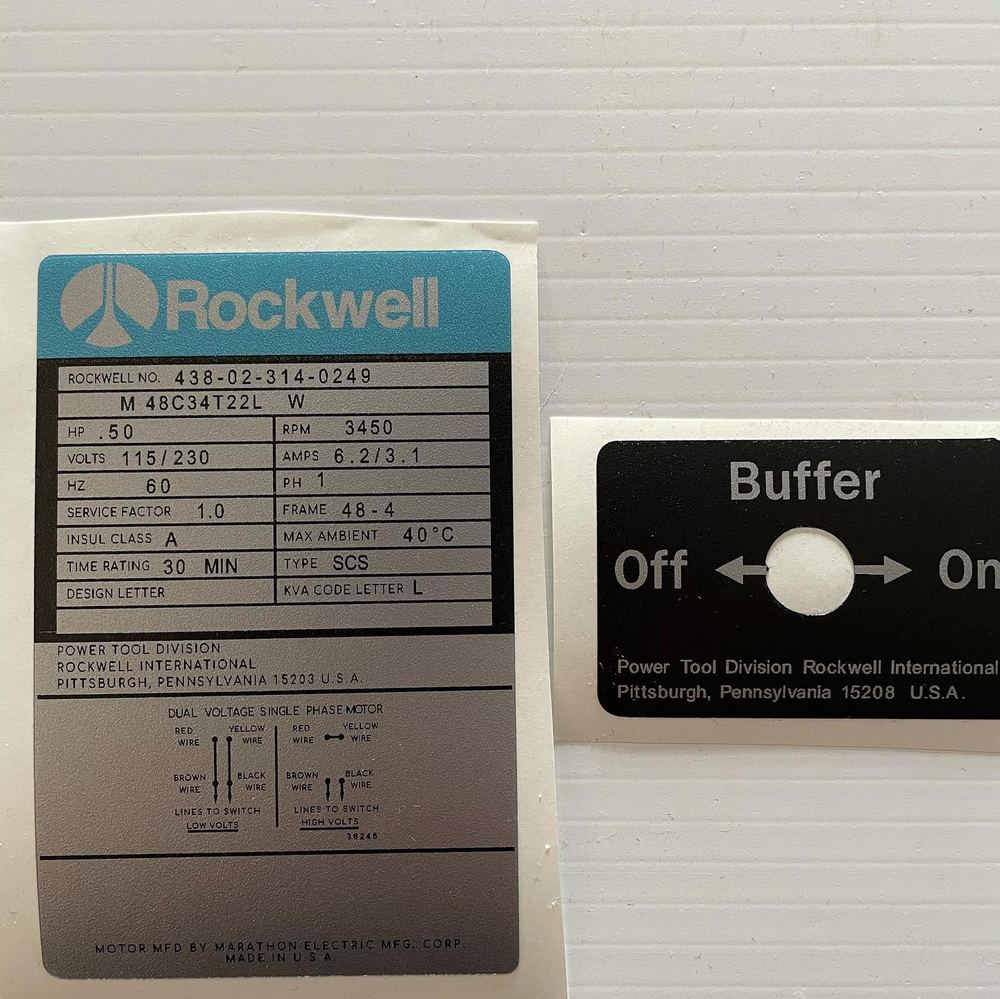 Rockwell
ROCKWELL NO. 438-02-314-0249
M 48C34T22L W
HP .50 RPM 3450
VOLTS 115/230 AMPS 6.2/3.1
HZ 60 PH 1
SERVICE FACTOR 1.0 FRAME 48-4
INSUL CLASS A MAX AMBIENT 40°C
TIME RATING 30 MIN TYPE SCS
DESIGN LETTER KVA CODE LETTER L
POWER TOOL DIVISION
ROCKWELL INTERNATIONAL
PITTSBURGH, PENNSYLVANIA 15203 U.S.A.
DUAL VOLTAGE SINGLE PHASE MOTOR
RED YELLOW RED YELLOW
WIRE WIRE WIRE WIRE
BROWN BLACK BROWN BLACK
WIRE WIRE WIRE WIRE
LINES TO SWITCH LINES TO SWITCH
LOW VOLTS HIGH VOLTS
36246
MOTOR MFD BY MARATHON ELECTRIC MFG. CORP.
MADE IN U.S.A.
Buffer
Off On
Power Tool Division Rockwell International
Pittsburgh, Pennsylvania 15208 U.S.A.